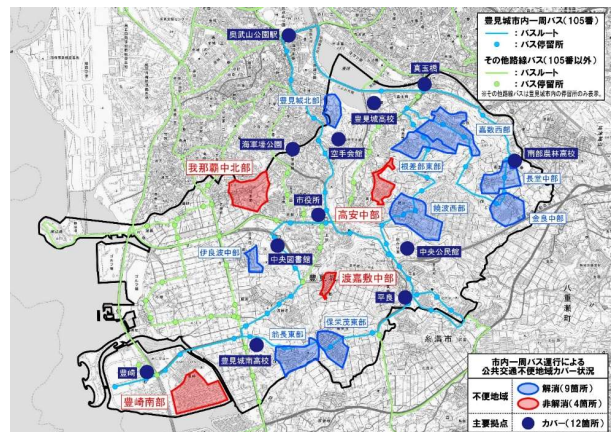 豊見城市内一周バス(105番)
:バスルート
:バス停留所
その他路線バス(105番以外)
:バスルート
:バス停留所
※その他路線バスは豊見城市内の停留所のみ表示。
奥武山公園駅
真玉橋
豊見城北部
豊見城高校
嘉数西部
海軍壕公園
空手会館
南部農林高校
我那覇中北部
根差部東部
長堂中部
市役所
高安中部
饒波西部
金良中部
伊良波中部
中央図書館
中央公民館
渡嘉敷中部
八重瀬町
平良
保栄茂東部
糸満市
翁長東部
豊見城南高校
豊崎
豊崎南部
市内一周バス運行による
公共交通不便地域カバー状況
不便地域
解消(9箇所)
非解消(4箇所)
主要拠点
カバー(12箇所)